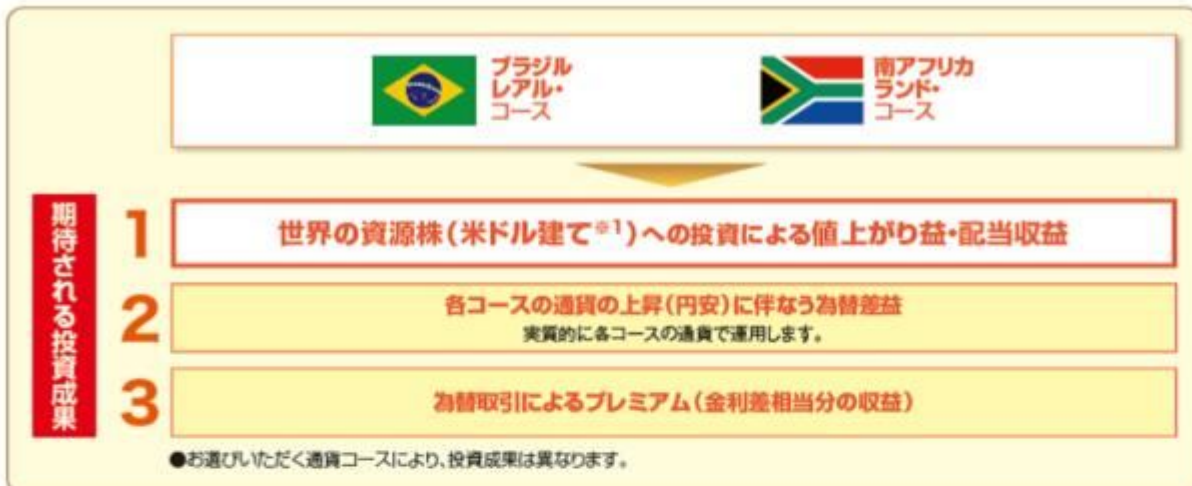 ブラジル
レアル・
コース
南アフリカ
ランド・
コース
期待される投資成果
1
世界の資源株(米ドル建て※1)への投資による値上がり益・配当収益
2
各コースの通貨の上昇(円安)に伴なう為替差益
実質的に各コースの通貨で運用します。
3
為替取引によるプレミアム(金利差相当分の収益)
●お選びいただく通貨コースにより、投資成果は異なります。